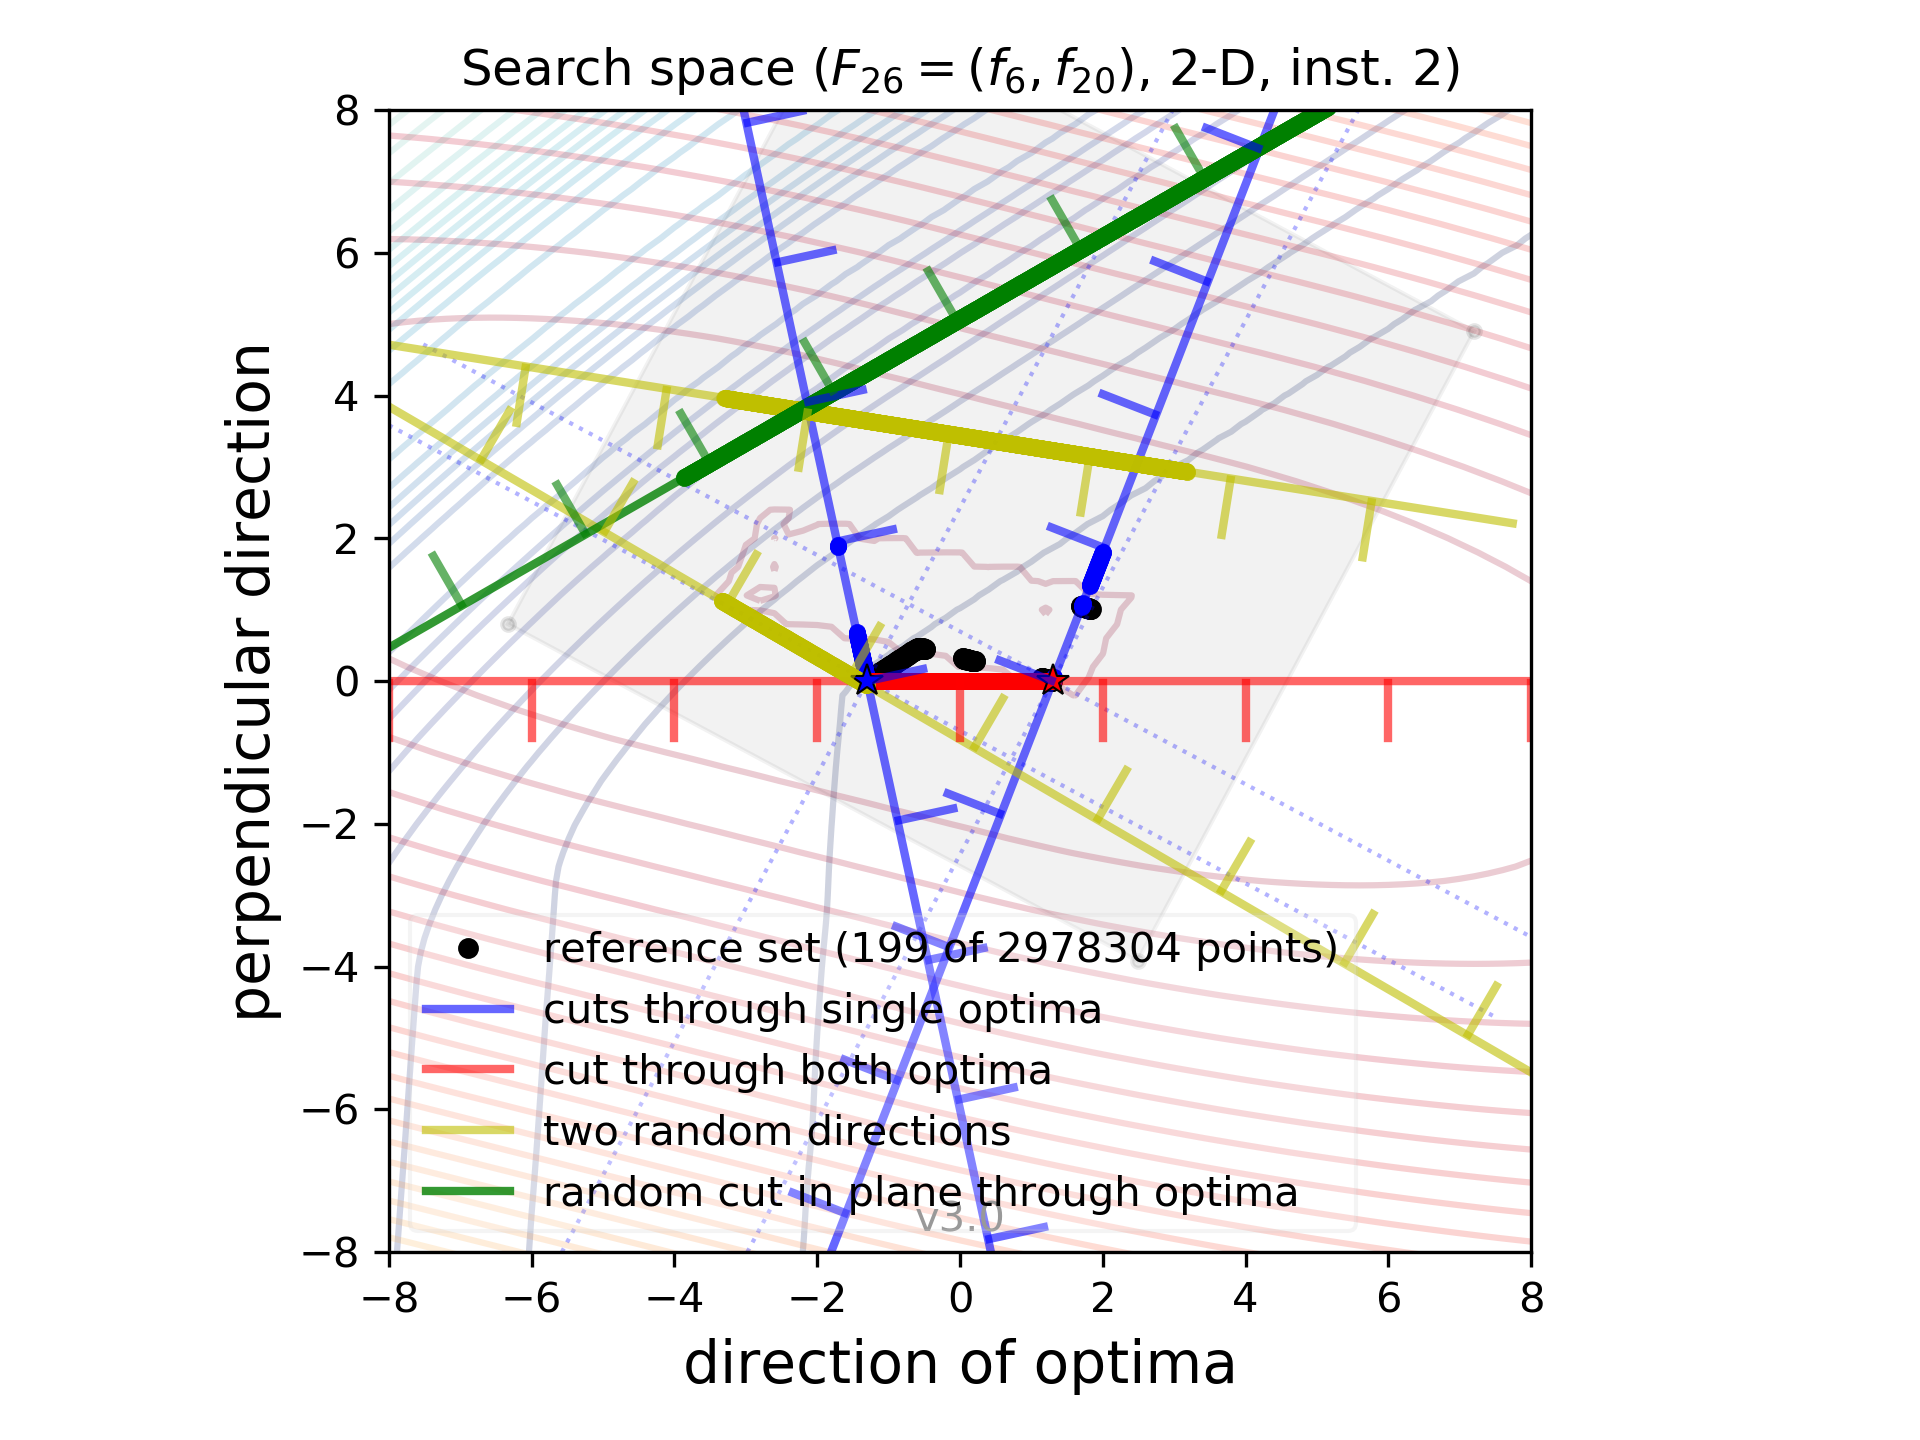 Search space (F26 = (f6, f20), 2-D, inst. 2)
8
6
4
2
0
−2
−4
−6
−8
perpendicular direction
reference set (199 of 2978304 points)
cuts through single optima
cut through both optima
two random directions
random cut in plane through optima
v3.0
−8 −6 −4 −2 0 2 4 6 8
direction of optima